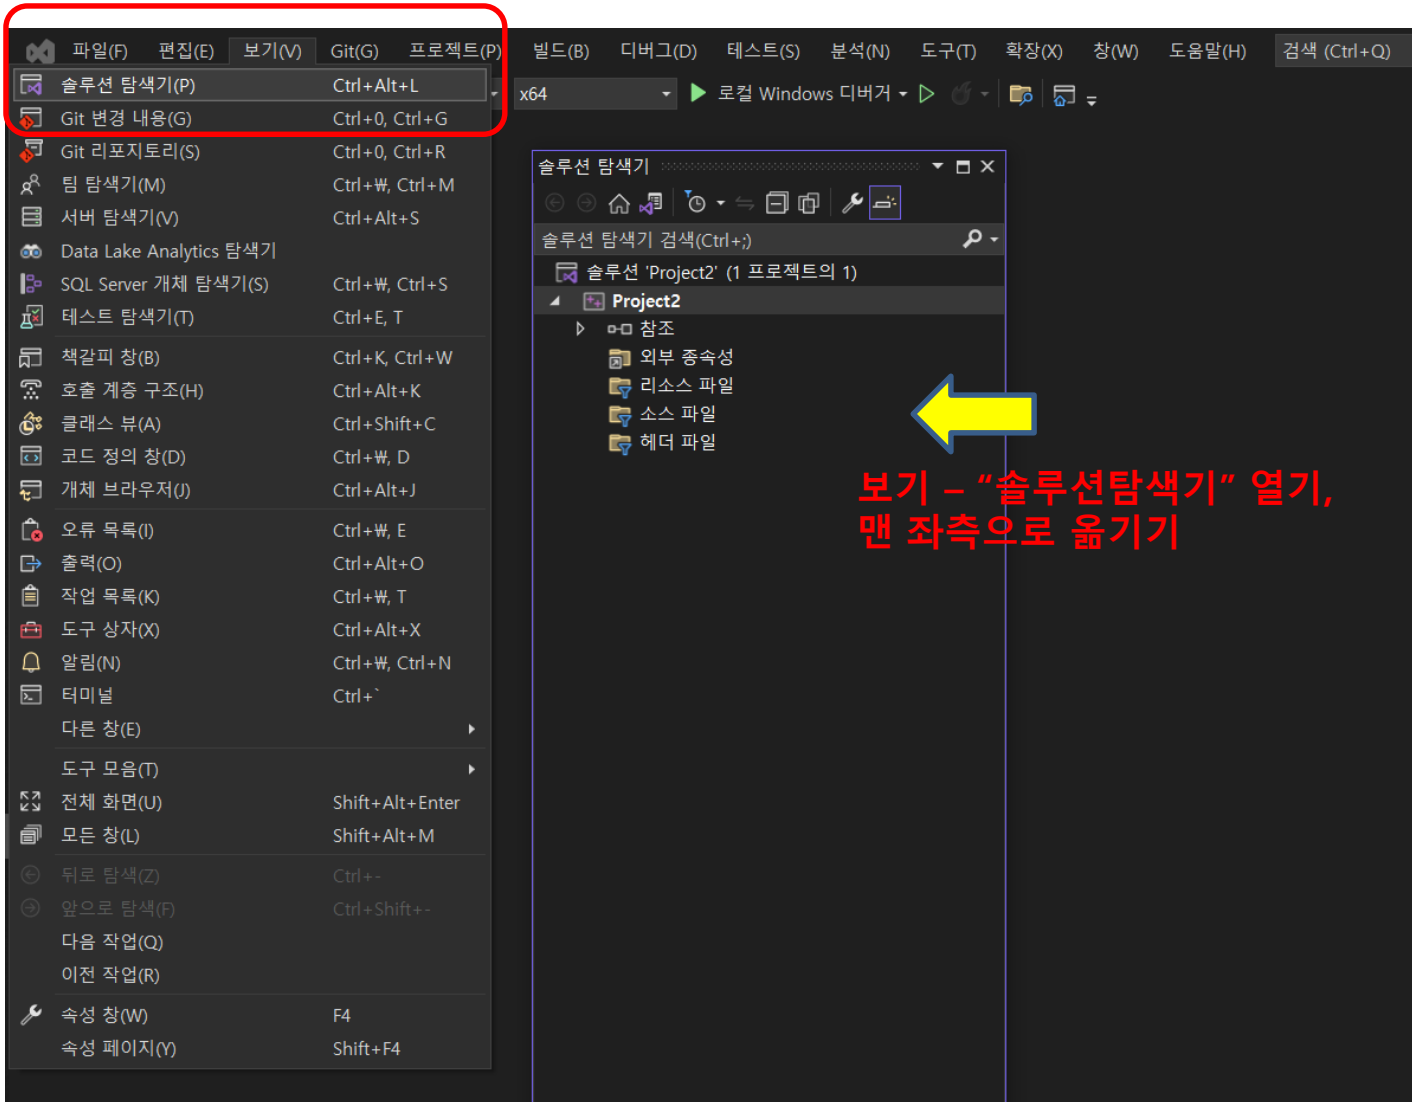 파일(F) 편집(E) 보기(V) Git(G) 프로젝트(P) 빌드(B) 디버그(D) 테스트(S) 분석(N) 도구(T) 확장(X) 창(W) 도움말(H) 검색 (Ctrl+Q)
x64 로컬 Windows 디버거
솔루션 탐색기(P) Ctrl+Alt+L
Git 변경 내용(G) Ctrl+0, Ctrl+G
Git 리포지토리(S) Ctrl+0, Ctrl+R
팀 탐색기(M) Ctrl+₩, Ctrl+M
서버 탐색기(V) Ctrl+Alt+S
Data Lake Analytics 탐색기
SQL Server 개체 탐색기(S) Ctrl+₩, Ctrl+S
테스트 탐색기(T) Ctrl+E, T
책갈피 창(B) Ctrl+K, Ctrl+W
호출 계층 구조(H) Ctrl+Alt+K
클래스 뷰(A) Ctrl+Shift+C
코드 정의 창(D) Ctrl+₩, D
개체 브라우저(J) Ctrl+Alt+J
오류 목록(I) Ctrl+₩, E
출력(O) Ctrl+Alt+O
작업 목록(K) Ctrl+₩, T
도구 상자(X) Ctrl+Alt+X
알림(N) Ctrl+₩, Ctrl+N
터미널 Ctrl+`
다른 창(E)
도구 모음(T)
전체 화면(U) Shift+Alt+Enter
모든 창(L) Shift+Alt+M
뒤로 탐색(Z) Ctrl+-
앞으로 탐색(F) Ctrl+Shift+-
다음 작업(Q)
이전 작업(R)
속성 창(W) F4
속성 페이지(Y) Shift+F4
솔루션 탐색기
솔루션 탐색기 검색(Ctrl+;)
솔루션 'Project2' (1 프로젝트의 1)
Project2
참조
외부 종속성
리소스 파일
소스 파일
헤더 파일
보기 – “솔루션탐색기” 열기,
맨 좌측으로 옮기기